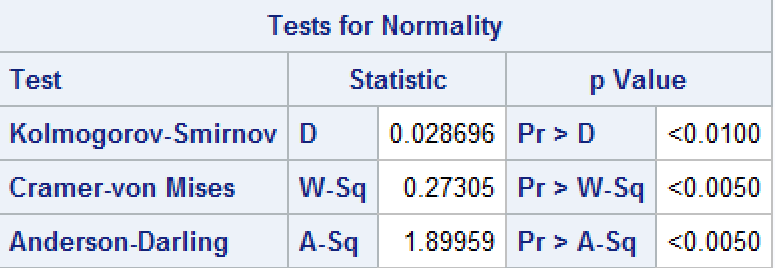 Tests for Normality
Test Statistic p Value
Kolmogorov-Smirnov D 0.028696 Pr > D <0.0100
Cramer-von Mises W-Sq 0.27305 Pr > W-Sq <0.0050
Anderson-Darling A-Sq 1.89959 Pr > A-Sq <0.0050